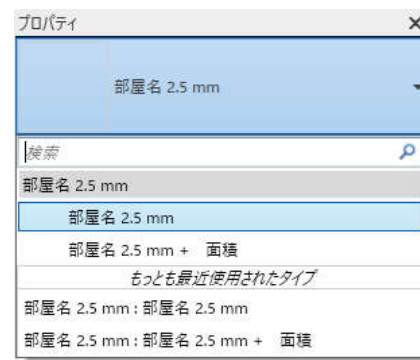 プロパティ
部屋名 2.5 mm
検索
部屋名 2.5 mm
部屋名 2.5 mm
部屋名 2.5 mm +　面積
もっとも最近使用されたタイプ
部屋名 2.5 mm : 部屋名 2.5 mm
部屋名 2.5 mm : 部屋名 2.5 mm +　面積